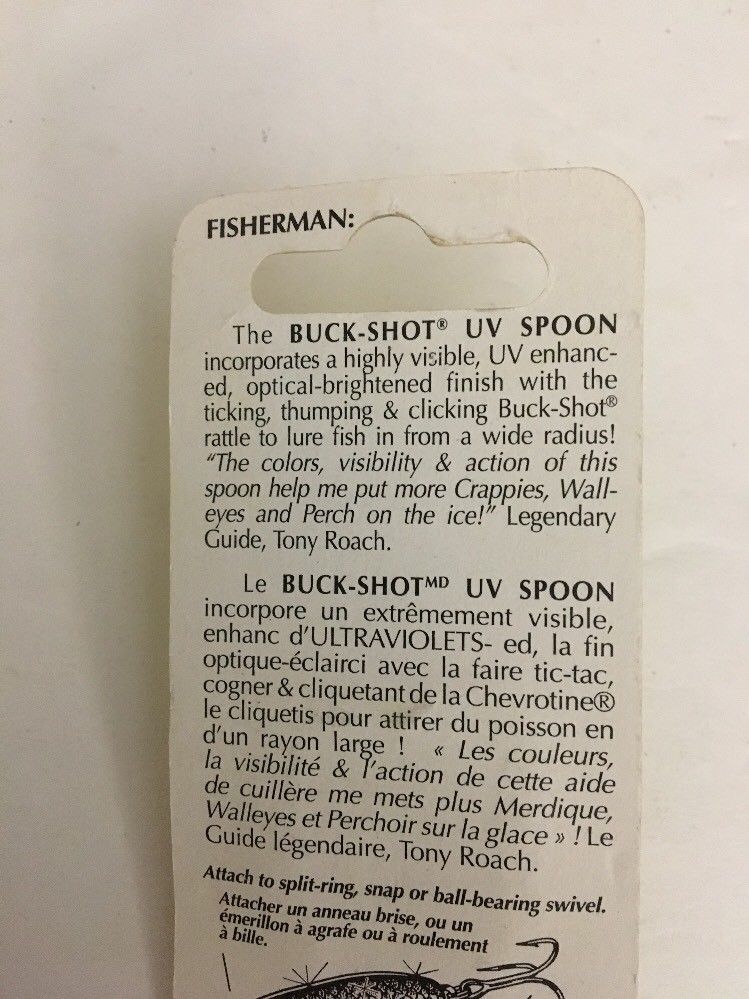 FISHERMAN:
The BUCK-SHOT® UV SPOON
incorporates a highly visible, UV enhanc-
ed, optical-brightened finish with the
ticking, thumping & clicking Buck-Shot®
rattle to lure fish in from a wide radius!
“The colors, visibility & action of this
spoon help me put more Crappies, Wall-
eyes and Perch on the ice!” Legendary
Guide, Tony Roach.
Le BUCK-SHOTMD UV SPOON
incorpore un extrêmement visible,
enhanc d’ULTRAVIOLETS- ed, la fin
optique-éclairci avec la faire tic-tac,
cogner & cliquetant de la Chevrotine®
le cliquetis pour attirer du poisson en
d’un rayon large ! « Les couleurs,
la visibilité & l’action de cette aide
de cuillère me mets plus Merdique,
Walleyes et Perchoir sur la glace » ! Le
Guide légendaire, Tony Roach.
Attach to split-ring, snap or ball-bearing swivel.
Attacher un anneau brise, ou un
émerillon à agrafe ou à roulement
à bille.